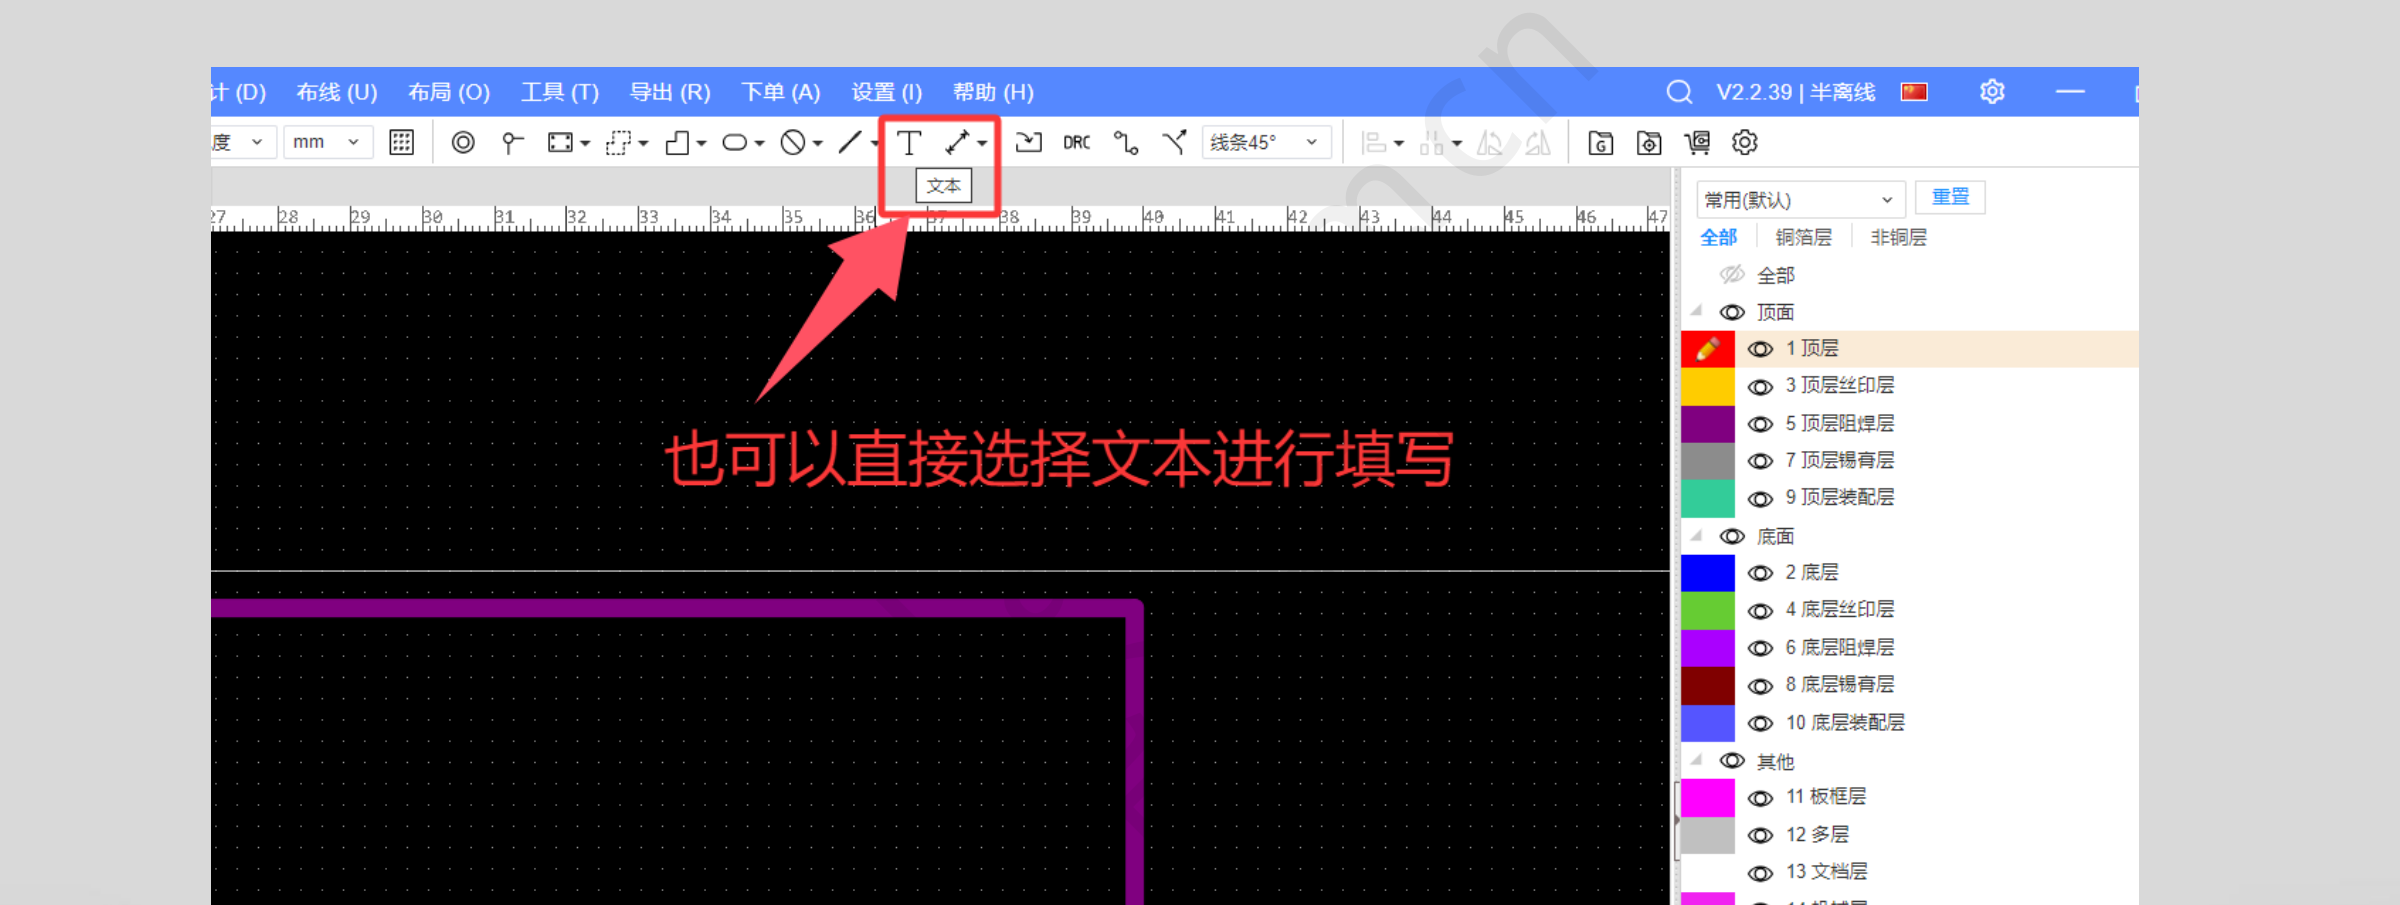 计 (D) 布线 (U) 布局 (O) 工具 (T) 导出 (R) 下单 (A) 设置 (I) 帮助 (H) V2.2.39 | 半离线
度 mm T DRC 线条45° G
文本
27 28 29 30 31 32 33 34 35 36 37 38 39 40 41 42 43 44 45 46 47
也可以直接选择文本进行填写
常用(默认) 重置
全部 铜箔层 非铜层
全部
顶面
1 顶层
3 顶层丝印层
5 顶层阻焊层
7 顶层锡膏层
9 顶层装配层
底面
2 底层
4 底层丝印层
6 底层阻焊层
8 底层锡膏层
10 底层装配层
其他
11 板框层
12 多层
13 文档层